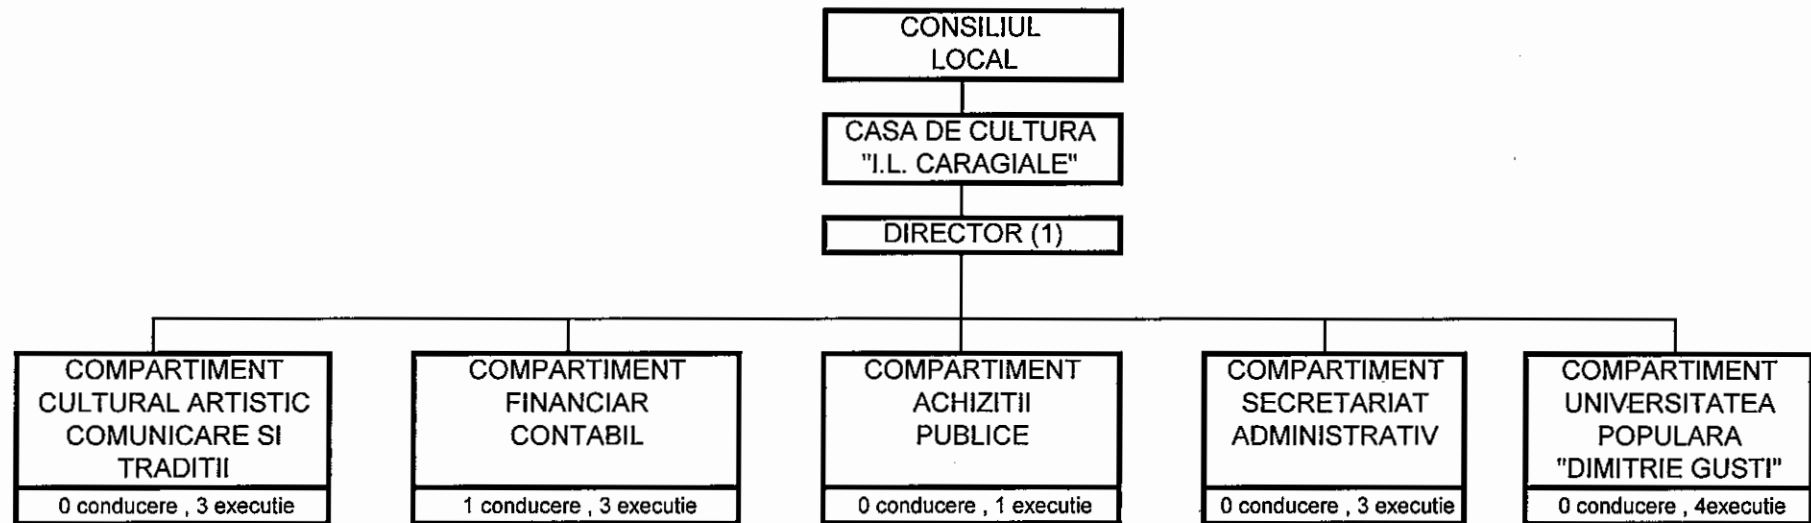 CONSILIUL
LOCAL
CASA DE CULTURA
"I.L. CARAGIALE"
DIRECTOR (1)
COMPARTIMENT
CULTURAL ARTISTIC
COMUNICARE SI
TRADITII
0 conducere , 3 executie
COMPARTIMENT
FINANCIAR
CONTABIL
1 conducere , 3 executie
COMPARTIMENT
ACHIZITII
PUBLICE
0 conducere , 1 executie
COMPARTIMENT
SECRETARIAT
ADMINISTRATIV
0 conducere , 3 executie
COMPARTIMENT
UNIVERSITATEA
POPULARA
"DIMITRIE GUSTI"
0 conducere , 4executie